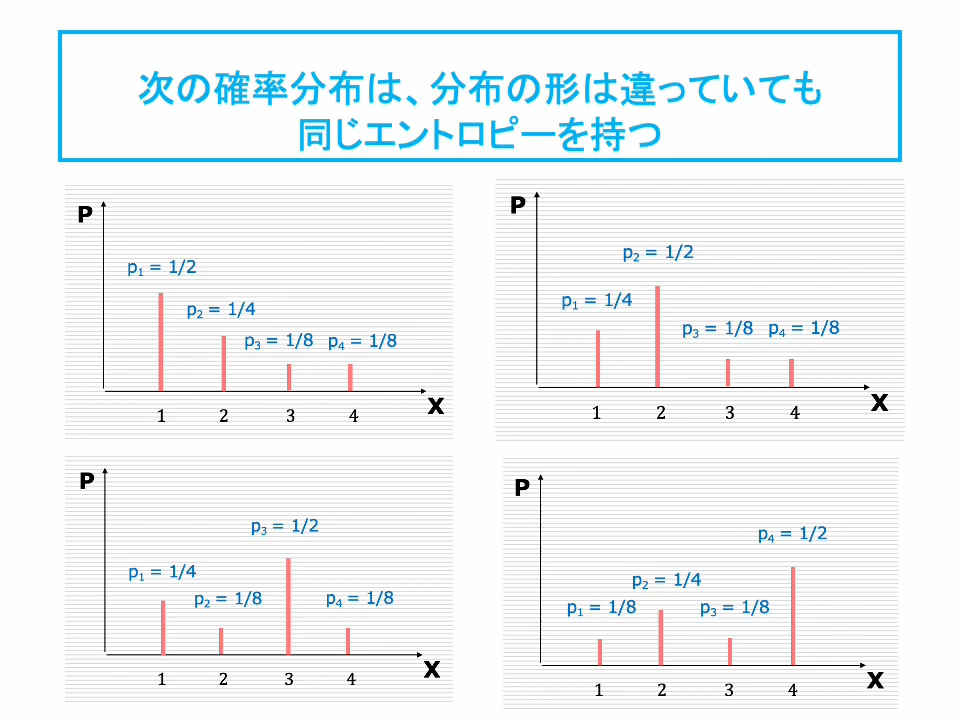 次の確率分布は、分布の形は違っていても
同じエントロピーを持つ
P
p₁ = 1/2
p₂ = 1/4
p₃ = 1/8 p₄ = 1/8
1 2 3 4
X
P
p₂ = 1/2
p₁ = 1/4
p₃ = 1/8 p₄ = 1/8
1 2 3 4
X
P
p₃ = 1/2
p₁ = 1/4
p₂ = 1/8 p₄ = 1/8
1 2 3 4
X
P
p₄ = 1/2
p₂ = 1/4
p₁ = 1/8 p₃ = 1/8
1 2 3 4
X